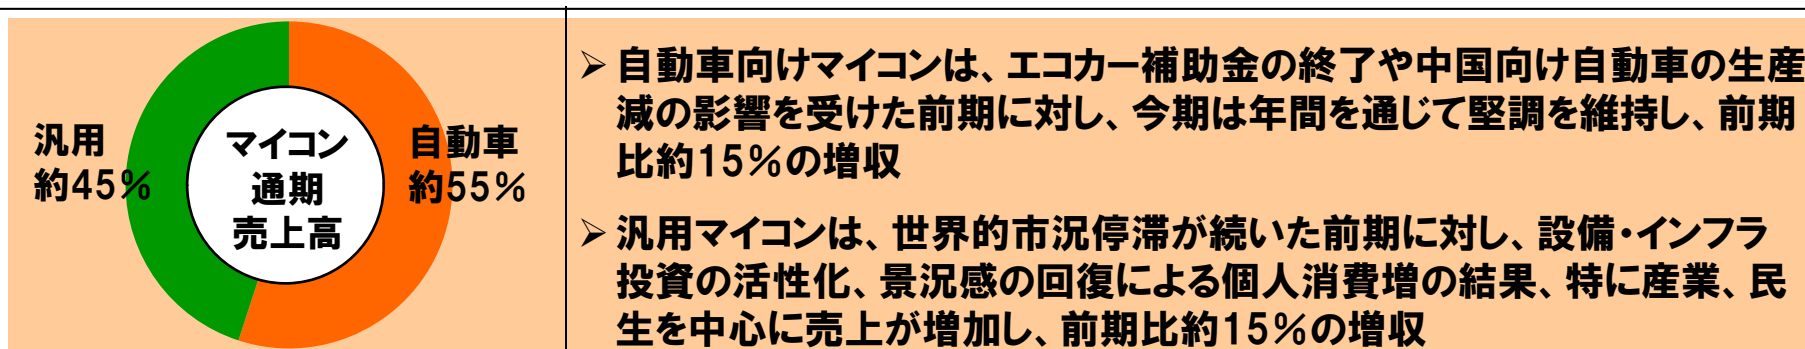 汎用
約45%
マイコン
通期
売上高
自動車
約55%
➢ 自動車向けマイコンは、エコカー補助金の終了や中国向け自動車の生産
減の影響を受けた前期に対し、今期は年間を通じて堅調を維持し、前期
比約15%の増収
➢ 汎用マイコンは、世界的市況停滞が続いた前期に対し、設備・インフラ
投資の活性化、景況感の回復による個人消費増の結果、特に産業、民
生を中心に売上が増加し、前期比約15%の増収